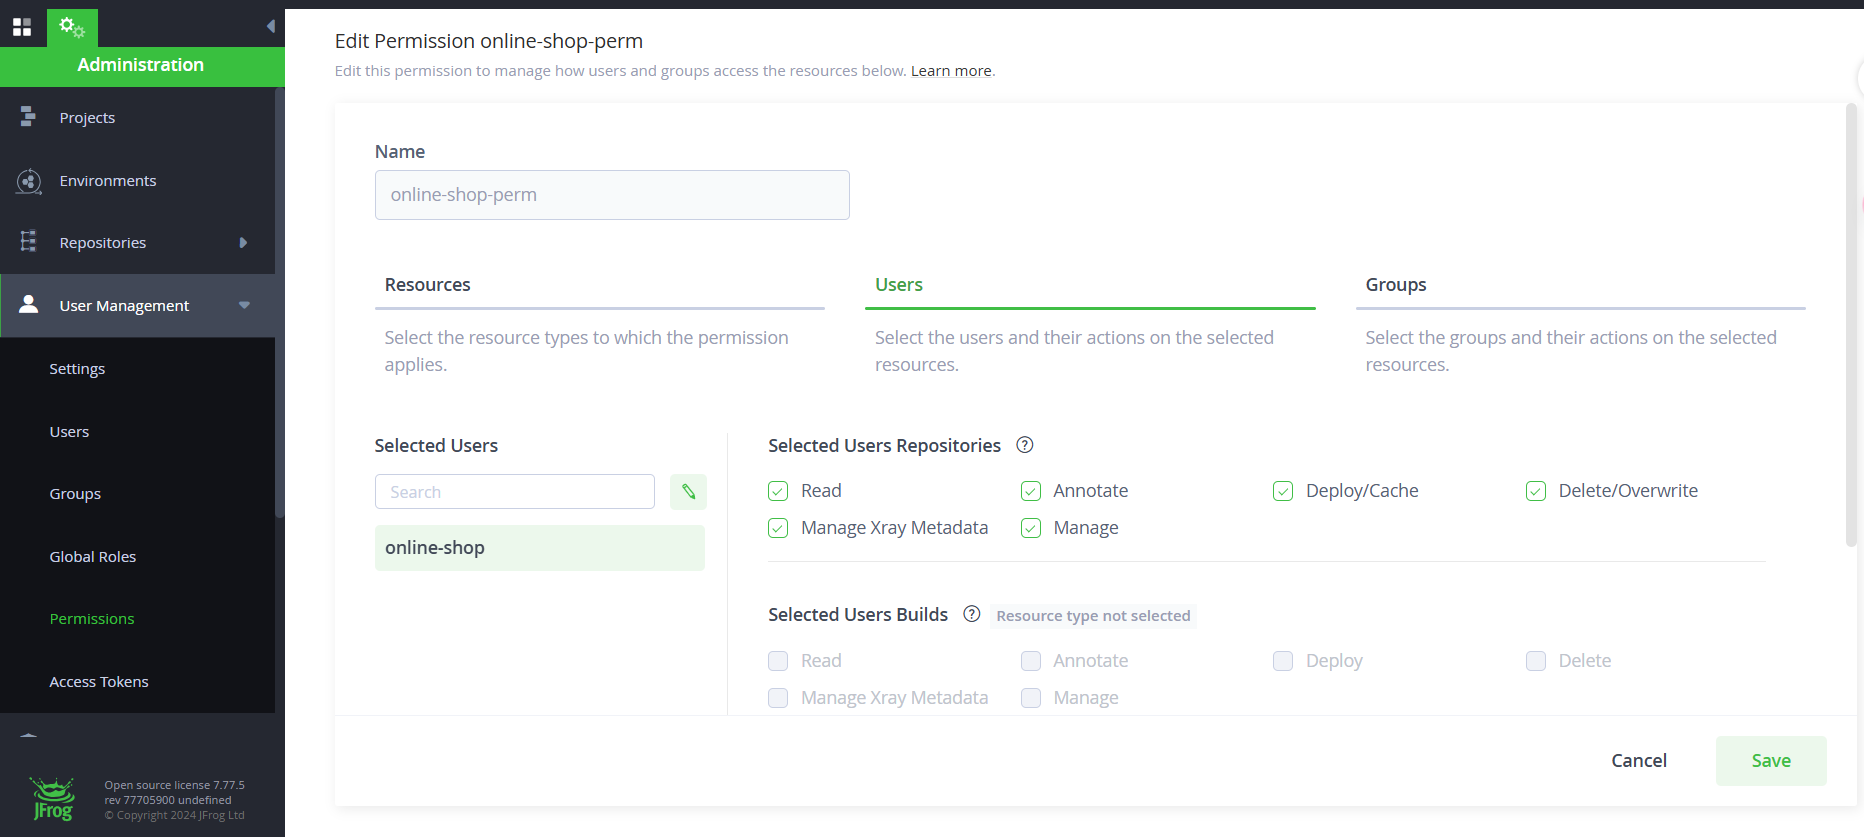 Administration
Projects
Environments
Repositories
User Management
Settings
Users
Groups
Global Roles
Permissions
Access Tokens
JFrog
Open source license 7.77.5
rev 77705900 undefined
© Copyright 2024 JFrog Ltd
Edit Permission online-shop-perm
Edit this permission to manage how users and groups access the resources below. Learn more.
Name
online-shop-perm
Resources
Select the resource types to which the permission
applies.
Users
Select the users and their actions on the selected
resources.
Groups
Select the groups and their actions on the selected
resources.
Selected Users
Search
online-shop
Selected Users Repositories ?
Read Annotate Deploy/Cache Delete/Overwrite
Manage Xray Metadata Manage
Selected Users Builds ? Resource type not selected
Read Annotate Deploy Delete
Manage Xray Metadata Manage
Cancel Save